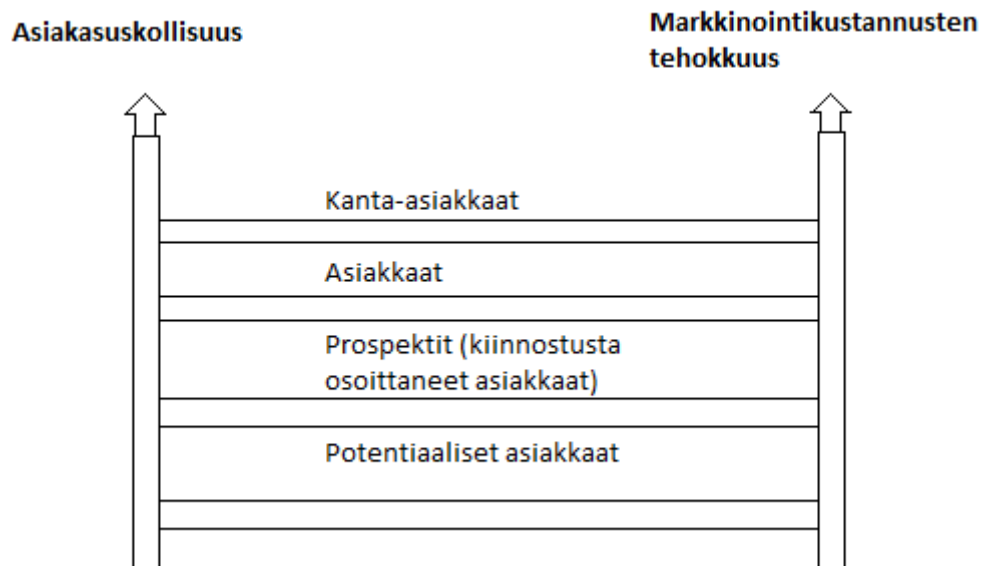 Asiakasuskollisuus
Markkinointikustannusten
tehokkuus
Kanta-asiakkaat
Asiakkaat
Prospektit (kiinnostusta
osoittaneet asiakkaat)
Potentiaaliset asiakkaat